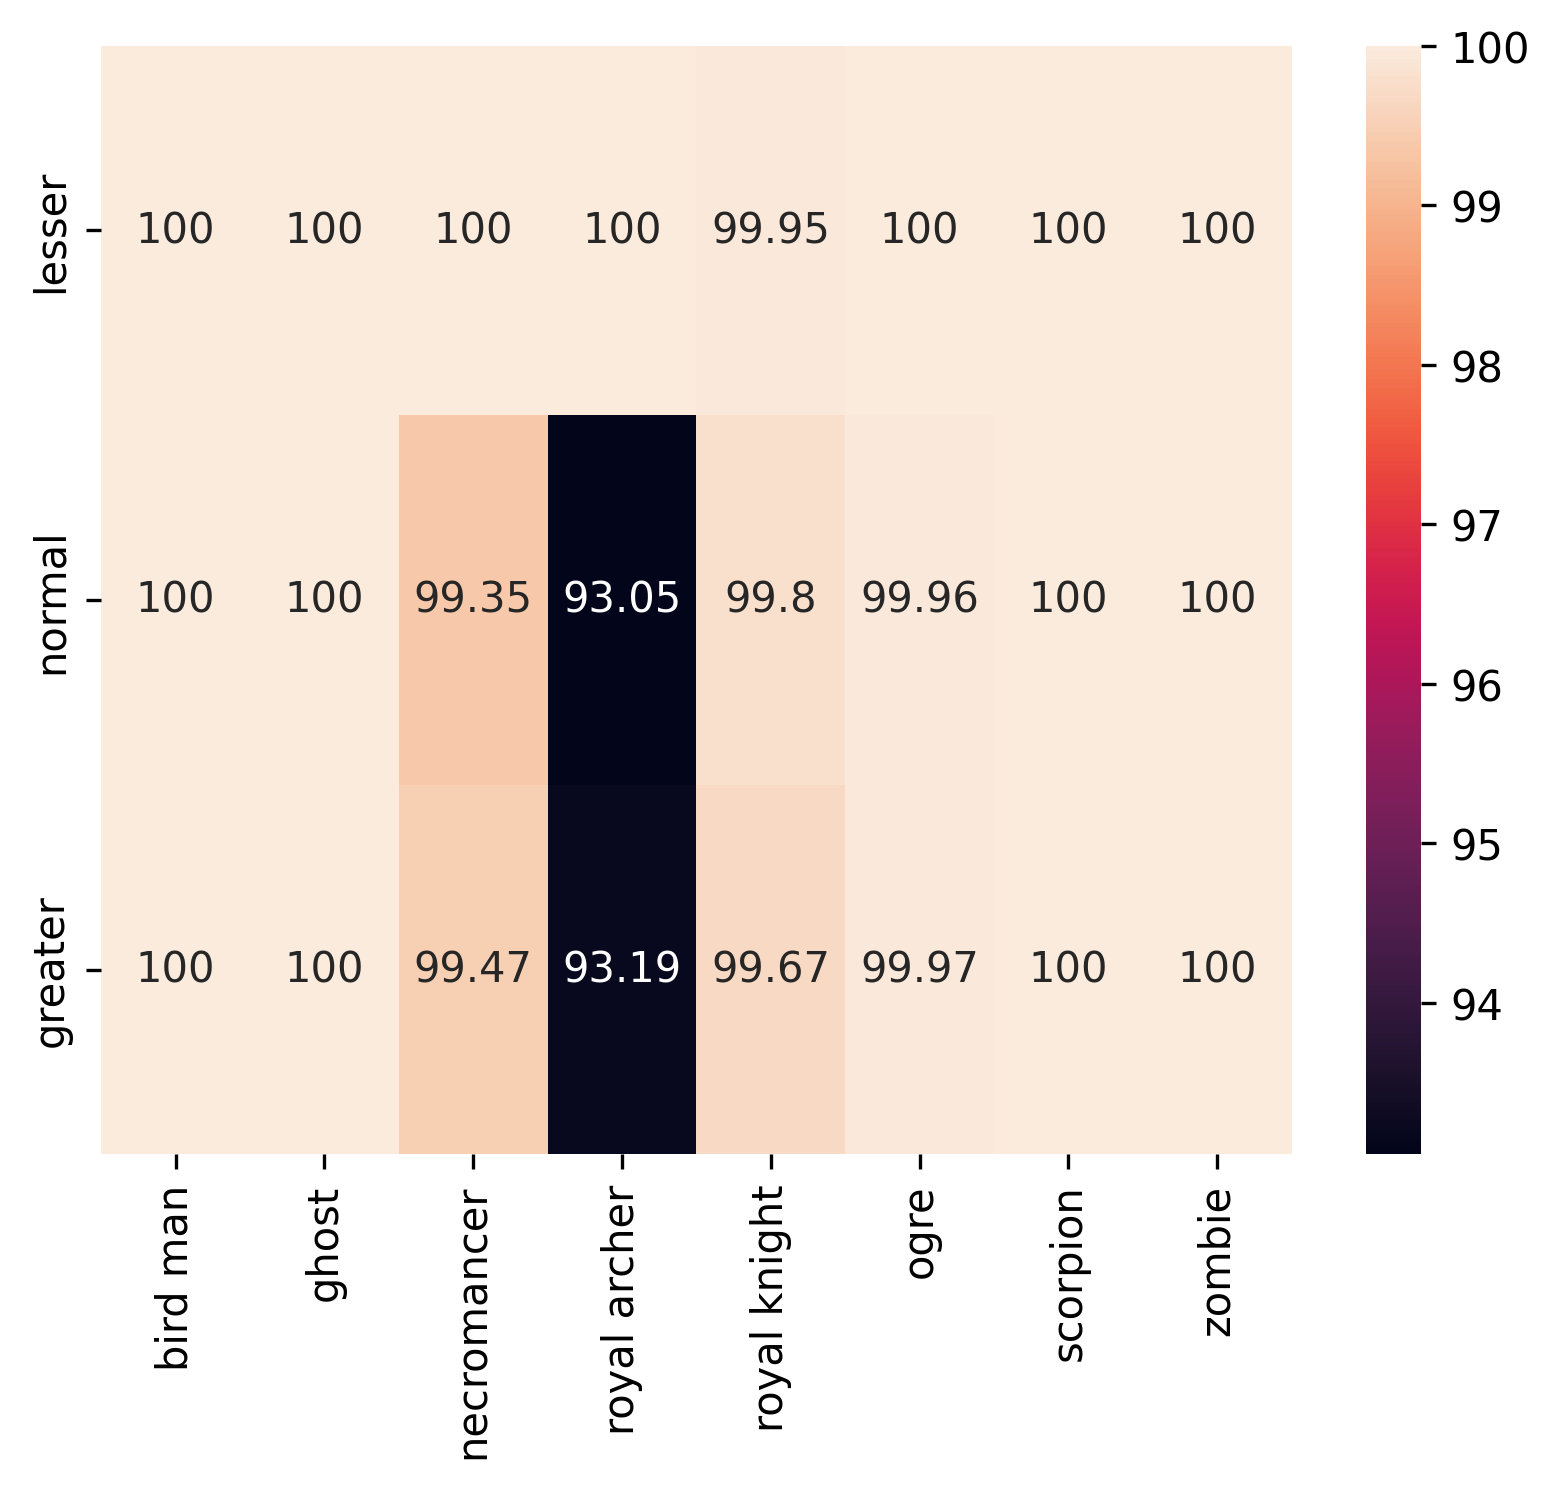 lesser 100 100 100 100 99.95 100 100 100
normal 100 100 99.35 93.05 99.8 99.96 100 100
greater 100 100 99.47 93.19 99.67 99.97 100 100
bird man
ghost
necromancer
royal archer
royal knight
ogre
scorpion
zombie
100
99
98
97
96
95
94